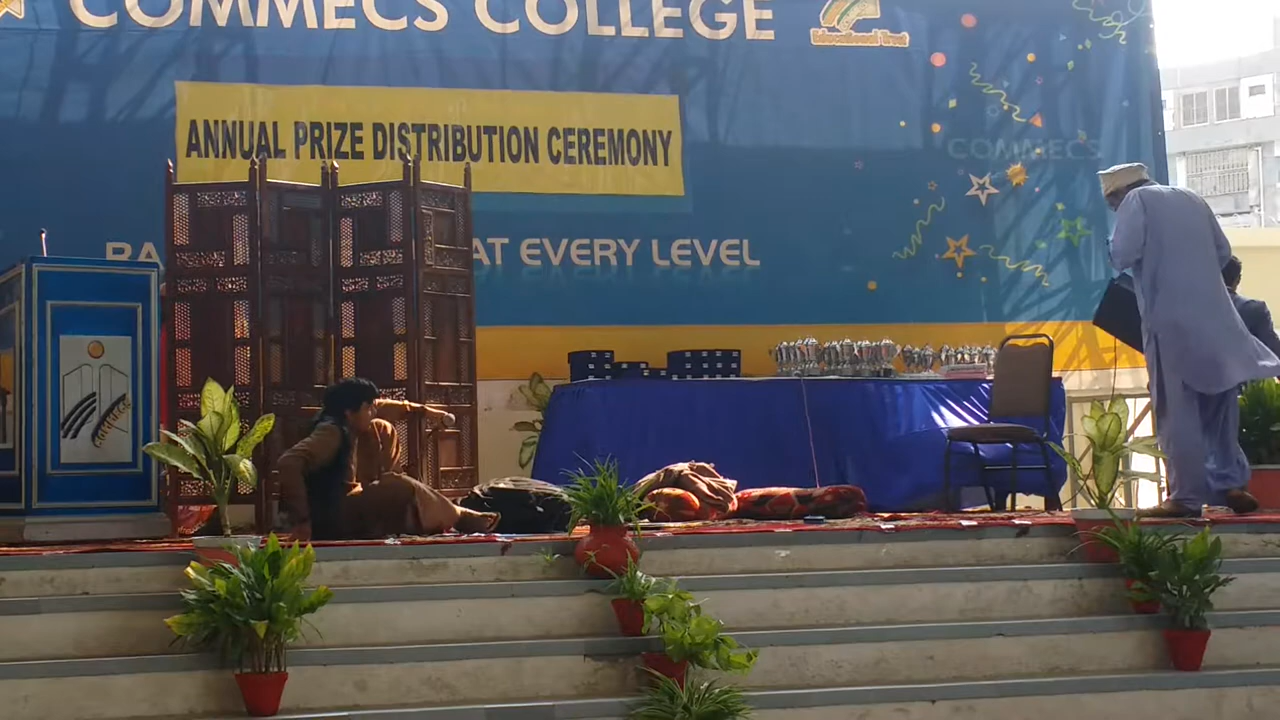 COMMECS COLLEGE
Educational Trust
ANNUAL PRIZE DISTRIBUTION CEREMONY
COMMECS
AT EVERY LEVEL